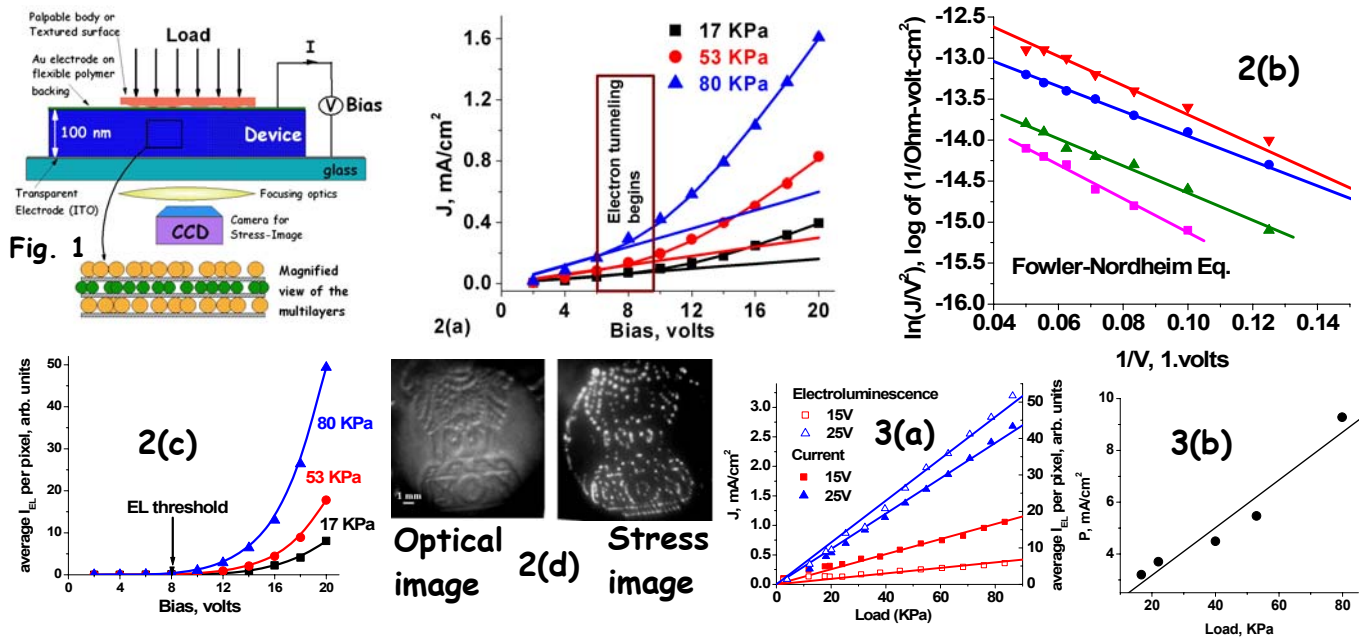 Palpable body or
Textured surface
Load
Au electrode on
flexible polymer
backing
I
V
Bias
100 nm
Device
glass
Transparent
Electrode (ITO)
Focusing optics
CCD
Camera for
Stress-Image
Fig. 1
Magnified
view of the
multilayers
J, mA/cm²
1.6
1.2
0.8
0.4
0.0
17 KPa
53 KPa
80 KPa
Electron tunneling
begins
0
4
8
12
16
20
Bias, volts
2(a)
ln(J/V²), log of (1/Ohm-volt-cm²)
-12.5
-13.0
-13.5
-14.0
-14.5
-15.0
-15.5
-16.0
2(b)
Fowler-Nordheim Eq.
0.04
0.06
0.08
0.10
0.125
0.14
1/V, 1.volts
average I_EL per pixel, arb. units
50
40
30
20
10
0
2(c)
80 KPa
53 KPa
17 KPa
EL threshold
0
4
8
12
16
20
Bias, volts
1 mm
Optical
image
2(d)
Stress
image
J, mA/cm²
3.0
2.5
2.0
1.5
1.0
0.5
0.0
Electroluminescence
15V
25V
Current
15V
25V
3(a)
50
40
30
20
10
0
average I_EL per pixel, arb. units
0
20
40
60
80
Load (KPa)
P, mA/cm²
10
8
6
4
3(b)
20
40
60
80
Load, KPa